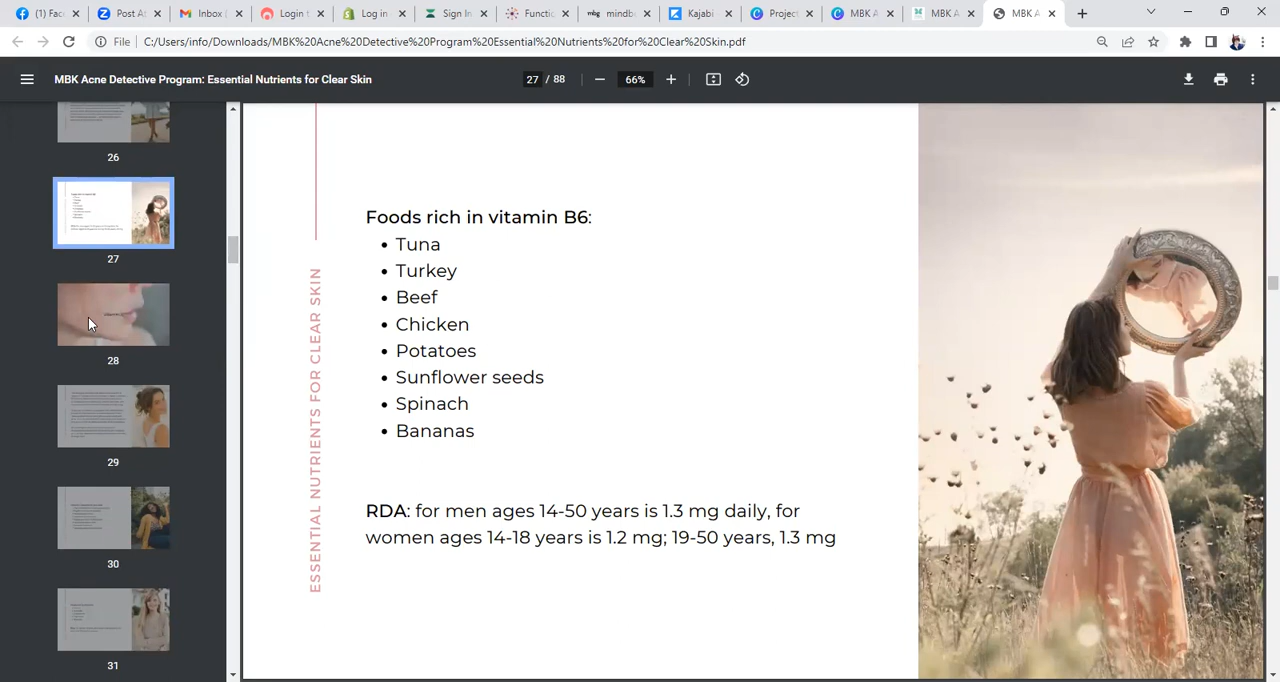 (1) Fac
Post At
Inbox (
Login t
Log in
Sign In
Functi
mbg mindb
Kajabi
Project
MBK A
MBK A
MBK A
File C:/Users/info/Downloads/MBK%20Acne%20Detective%20Program%20Essential%20Nutrients%20for%20Clear%20Skin.pdf
MBK Acne Detective Program: Essential Nutrients for Clear Skin
27 / 88
66%
26
27
28
29
30
31
ESSENTIAL NUTRIENTS FOR CLEAR SKIN
Foods rich in vitamin B6:
• Tuna
• Turkey
• Beef
• Chicken
• Potatoes
• Sunflower seeds
• Spinach
• Bananas
RDA: for men ages 14-50 years is 1.3 mg daily, for
women ages 14-18 years is 1.2 mg; 19-50 years, 1.3 mg